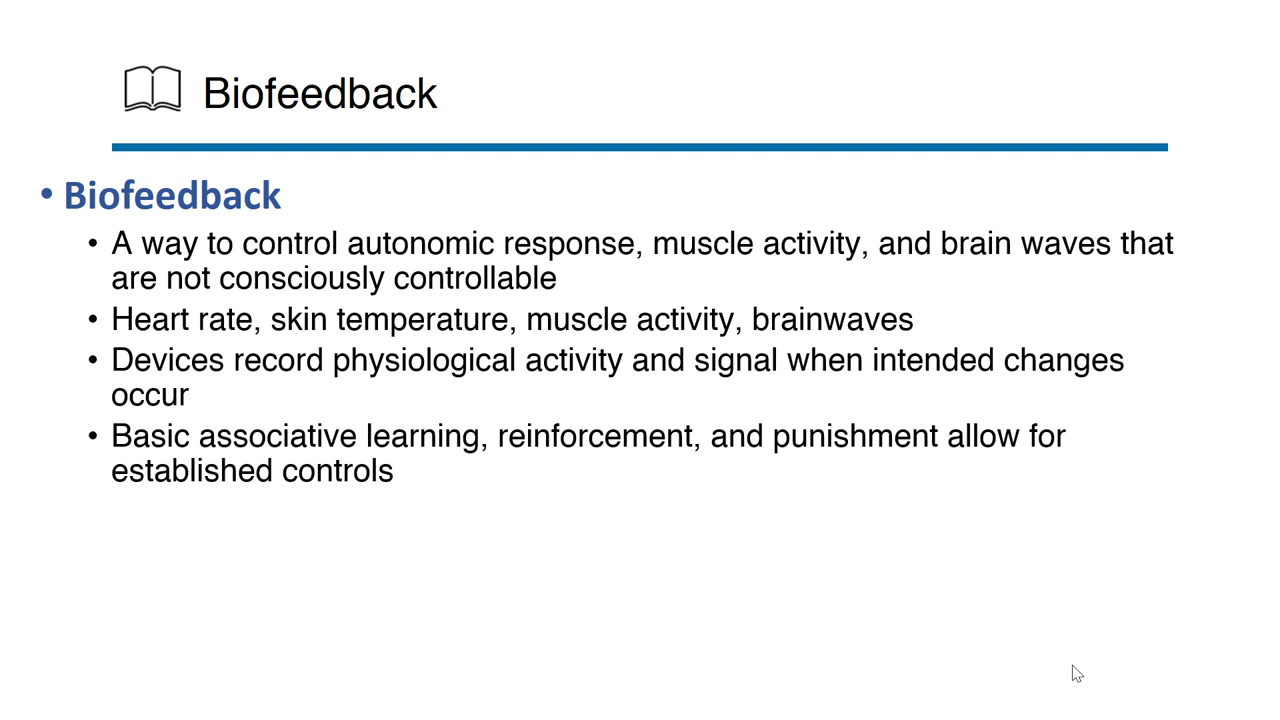 Biofeedback
• Biofeedback
• A way to control autonomic response, muscle activity, and brain waves that
are not consciously controllable
• Heart rate, skin temperature, muscle activity, brainwaves
• Devices record physiological activity and signal when intended changes
occur
• Basic associative learning, reinforcement, and punishment allow for
established controls